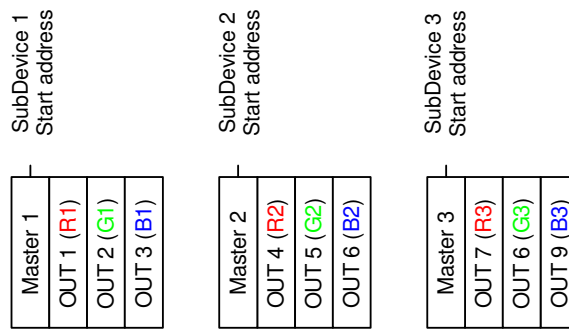 SubDevice 1
Start address
Master 1
OUT 1 (R1)
OUT 2 (G1)
OUT 3 (B1)
SubDevice 2
Start address
Master 2
OUT 4 (R2)
OUT 5 (G2)
OUT 6 (B2)
SubDevice 3
Start address
Master 3
OUT 7 (R3)
OUT 6 (G3)
OUT 9 (B3)